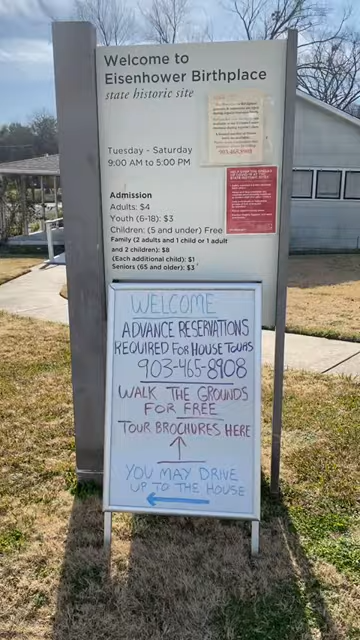 Welcome to
Eisenhower Birthplace
state historic site
Tuesday - Saturday
9:00 AM to 5:00 PM
903.465.8908
Admission
Adults: $4
Youth (6-18): $3
Children: (5 and under) Free
Family (2 adults and 1 child or 1 adult
and 2 children): $8
(Each additional child): $1
Seniors (65 and older): $3
WELCOME
ADVANCE RESERVATIONS
REQUIRED FOR HOUSE TOURS
903-465-8908
WALK THE GROUNDS
FOR FREE
TOUR BROCHURES HERE
YOU MAY DRIVE
UP TO THE HOUSE